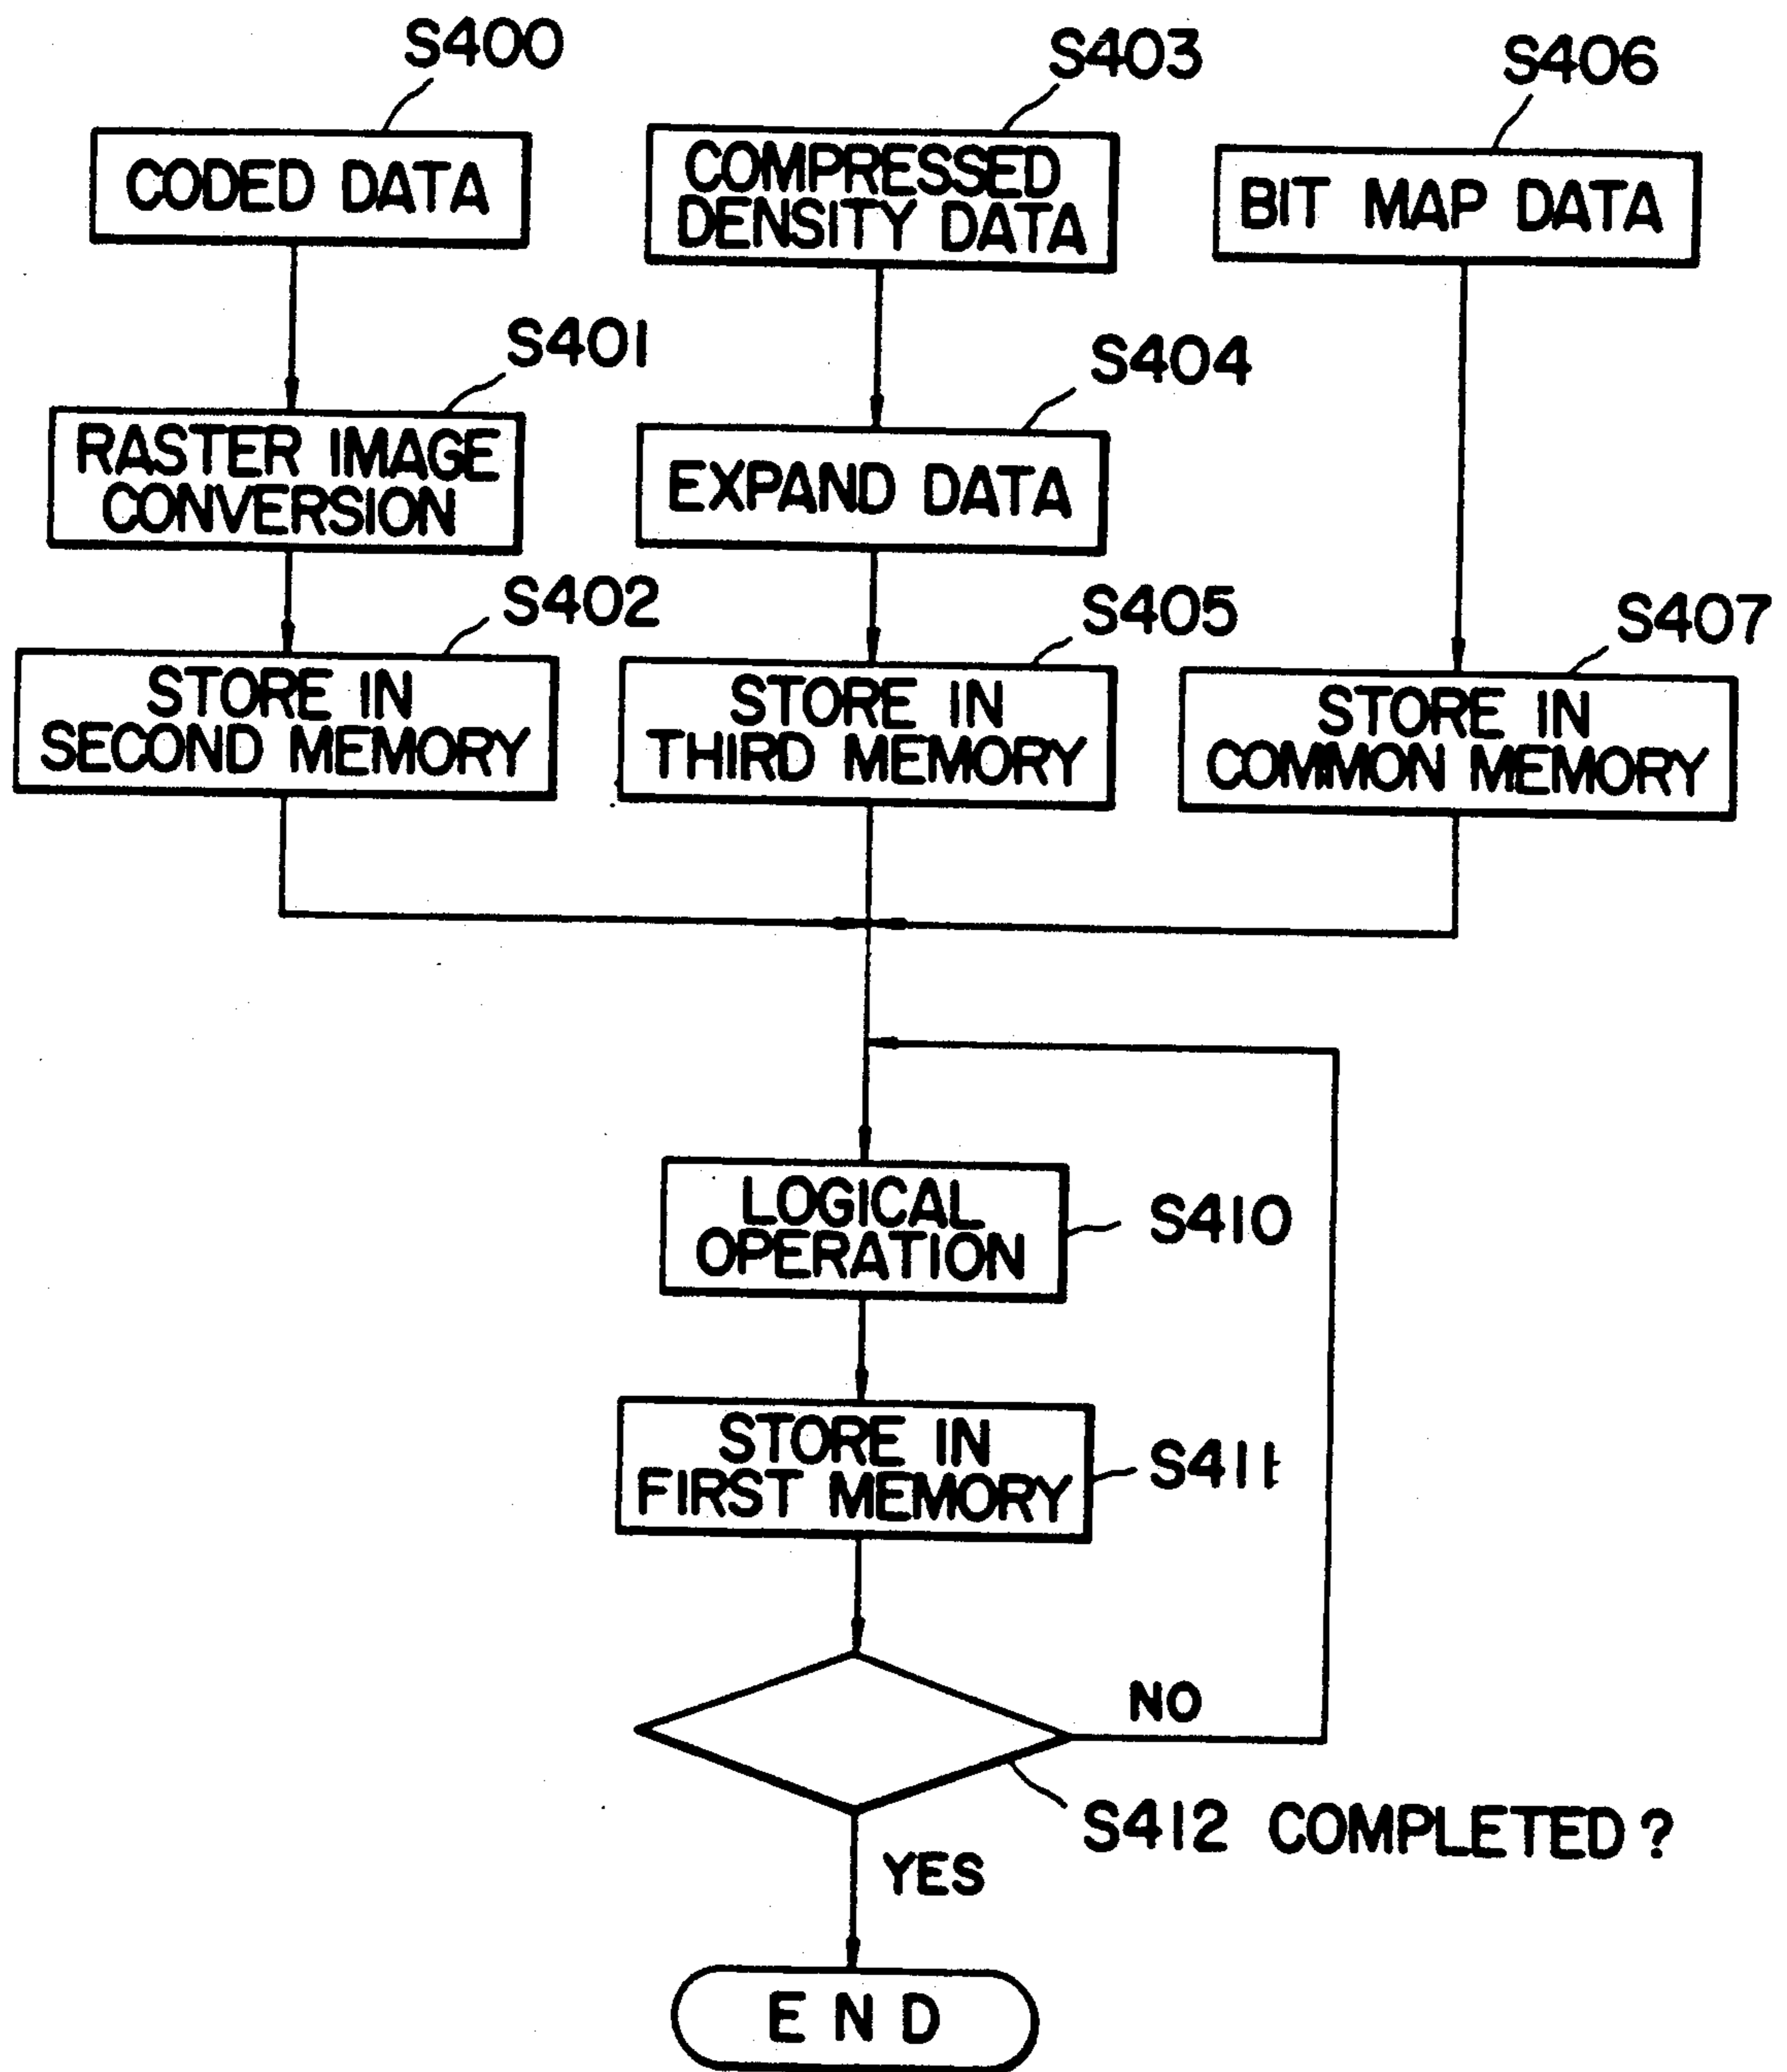 S400
CODED DATA
S403
COMPRESSED
DENSITY DATA
S406
BIT MAP DATA
S401
RASTER IMAGE
CONVERSION
S404
EXPAND DATA
S402
STORE IN
SECOND MEMORY
S405
STORE IN
THIRD MEMORY
S407
STORE IN
COMMON MEMORY
LOGICAL
OPERATION
S410
STORE IN
FIRST MEMORY
S411
NO
S412 COMPLETED?
YES
END